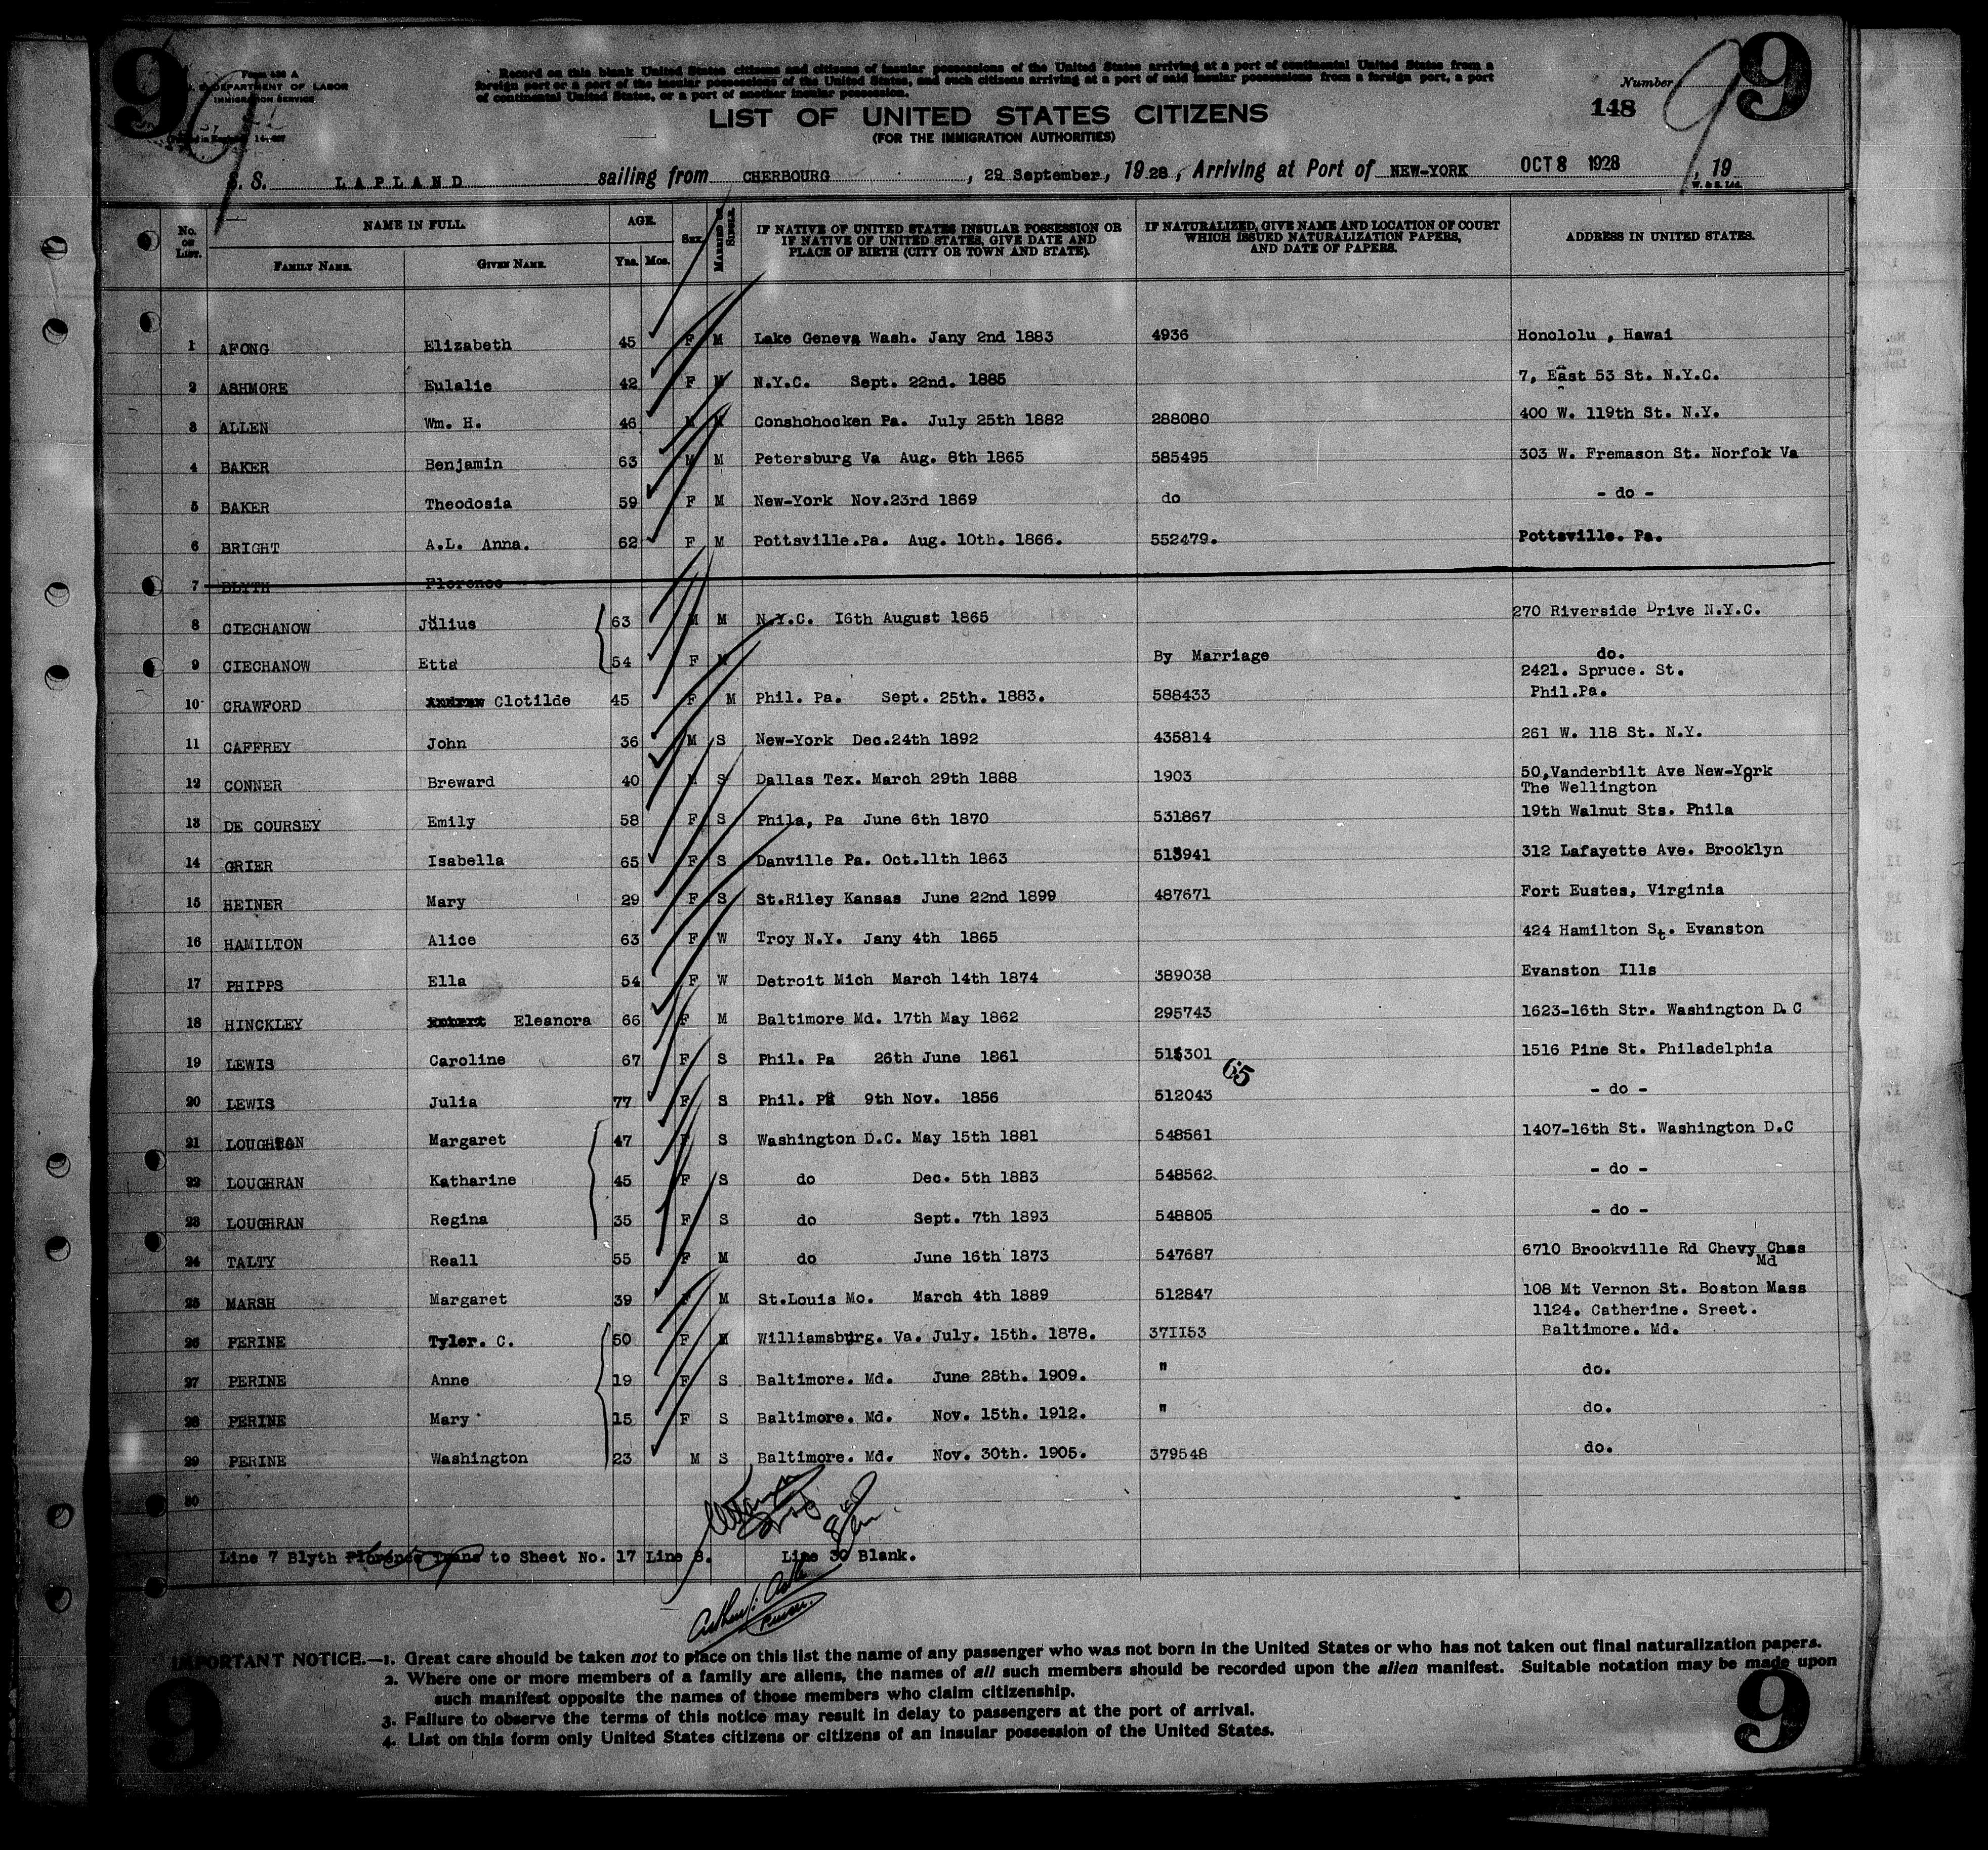 9 9
Form 630 A
U. S. DEPARTMENT OF LABOR
IMMIGRATION SERVICE
Record on this blank United States citizens and citizens of insular possessions of the United States arriving at a port of continental United States from a
foreign port or a port of the insular possessions of the United States, and such citizens arriving at a port of said insular possessions from a foreign port, a port
of continental United States, or a port of another insular possession.
Number 9
148
LIST OF UNITED STATES CITIZENS
(FOR THE IMMIGRATION AUTHORITIES)
S. S. LAPLAND sailing from CHERBOURG , 29 September, 1928, Arriving at Port of NEW-YORK OCT 8 1928 , 19
W. & S. Ltd.
No. ON LIST. NAME IN FULL. FAMILY NAME. GIVEN NAME. AGE. YRS. MOS. SEX. MARRIED OR SINGLE. IF NATIVE OF UNITED STATES INSULAR POSSESSION OR IF NATIVE OF UNITED STATES, GIVE DATE AND PLACE OF BIRTH (CITY OR TOWN AND STATE). IF NATURALIZED, GIVE NAME AND LOCATION OF COURT WHICH ISSUED NATURALIZATION PAPERS, AND DATE OF PAPERS. ADDRESS IN UNITED STATES.
1 AFONG Elizabeth 45 F M Lake Geneva Wash. Jany 2nd 1883 4936 Honololu , Hawai
2 ASHMORE Eulalie 42 F M N.Y.C. Sept. 22nd. 1885 7, East 53 St. N.Y.C.
3 ALLEN Wm. H. 46 M M Conshohocken Pa. July 25th 1882 288080 400 W. 119th St. N.Y.
4 BAKER Benjamin 63 M M Petersburg Va Aug. 8th 1865 585495 303 W. Fremason St. Norfok Va
5 BAKER Theodosia 59 F M New-York Nov.23rd 1869 do - do -
6 BRIGHT A.L. Anna. 62 F M Pottsville.Pa. Aug. 10th. 1866. 552479. Pottsville. Pa.
7 BLYTH Florence
8 CIECHANOW Julius 63 M M N.Y.C. I6th August 1865 270 Riverside Drive N.Y.C.
9 CIECHANOW Etta 54 F M By Marriage do.
10 CRAWFORD Clotilde 45 F M Phil. Pa. Sept. 25th. 1883. 588433 2421. Spruce. St.
Phil.Pa.
11 CAFFREY John 36 M S New-York Dec.24th 1892 435814 261 W. 118 St. N.Y.
12 CONNER Breward 40 M S Dallas Tex. March 29th 1888 1903 50,Vanderbilt Ave New-York
The Wellington
13 DE COURSEY Emily 58 F S Phila, Pa June 6th 1870 531867 19th Walnut Sts. Phila
14 GRIER Isabella 65 F S Danville Pa. Oct.11th 1863 513941 312 Lafayette Ave. Brooklyn
15 HEINER Mary 29 F S St.Riley Kansas June 22nd 1899 487671 Fort Eustes, Virginia
16 HAMILTON Alice 63 F W Troy N.Y. Jany 4th 1865 424 Hamilton St. Evanston
17 PHIPPS Ella 54 F W Detroit Mich March 14th 1874 389038 Evanston Ills
18 HINCKLEY Eleanora 66 F M Baltimore Md. 17th May 1862 295743 1623-16th Str. Washington D.C
19 LEWIS Caroline 67 F S Phil. Pa 26th June 1861 1516 Pine St. Philadelphia
65
20 LEWIS Julia 77 F S Phil. Pa 9th Nov. 1856 512043 - do -
21 LOUGHRAN Margaret 47 F S Washington D.C. May 15th 1881 548561 1407-16th St. Washington D.C
22 LOUGHRAN Katharine 45 F S do Dec. 5th 1883 548562 - do -
23 LOUGHRAN Regina 35 F S do Sept. 7th 1893 548805 - do -
24 TALTY Reall 55 F M do June 16th 1873 547687 6710 Brookville Rd Chevy Chas
Md
25 MARSH Margaret 39 F M St.Louis Mo. March 4th 1889 512847 108 Mt Vernon St. Boston Mass
26 PERINE Tyler. C. 50 F M Williamsburg. Va. July. 15th. 1878. 371153 1124. Catherine. Sreet.
Baltimore. Md.
27 PERINE Anne 19 F S Baltimore. Md. June 28th. 1909. " do.
28 PERINE Mary 15 F S Baltimore. Md. Nov. 15th. 1912. " do.
29 PERINE Washington 23 M S Baltimore. Md. Nov. 30th. 1905. 379548 do.
30
Line 7 Blyth Florence Trans to Sheet No. 17 Line 8. Line 30 Blank.
IMPORTANT NOTICE.—1. Great care should be taken not to place on this list the name of any passenger who was not born in the United States or who has not taken out final naturalization papers.
2. Where one or more members of a family are aliens, the names of all such members should be recorded upon the alien manifest. Suitable notation may be made upon
such manifest opposite the names of those members who claim citizenship.
3. Failure to observe the terms of this notice may result in delay to passengers at the port of arrival.
4. List on this form only United States citizens or citizens of an insular possession of the United States.
9 9